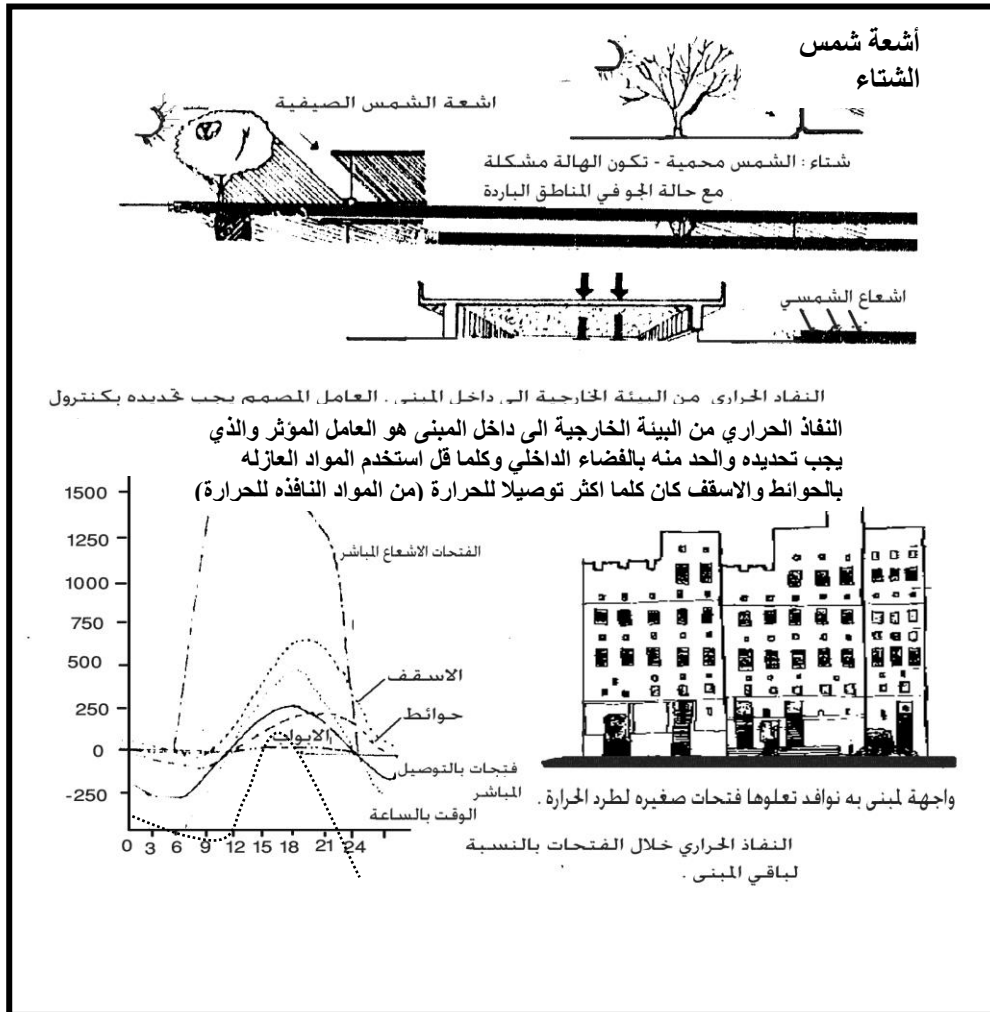 أشعة شمس
الشتاء
اشعة الشمس الصيفية
شتاء : الشمس محمية - تكون الهالة مشكلة
مع حالة الجو في المناطق الباردة
اشعاع الشمسي
النفاد الحراري من البيئة الخارجية الى داخل المبنى . العامل المصمم يجب تحديده بكنترول
النفاذ الحراري من البيئة الخارجية الى داخل المبنى هو العامل المؤثر والذي
يجب تحديده والحد منه بالفضاء الداخلي وكلما قل استخدم المواد العازله
بالحوائط والاسقف كان كلما اكثر توصيلا للحرارة (من المواد النافذه للحرارة)
1500
1250
1000
750
500
250
0
-250
الفتحات الاشعاع المباشر
الاسقف
حوائط
الابواب
فتحات بالتوصيل
المباشر
الوقت بالساعة
0 3 6 9 12 15 18 21 24
النفاذ الحراري خلال الفتحات بالنسبة
لباقي المبنى .
واجهة لمبنى به نوافد تعلوها فتحات صغيره لطرد الحرارة .